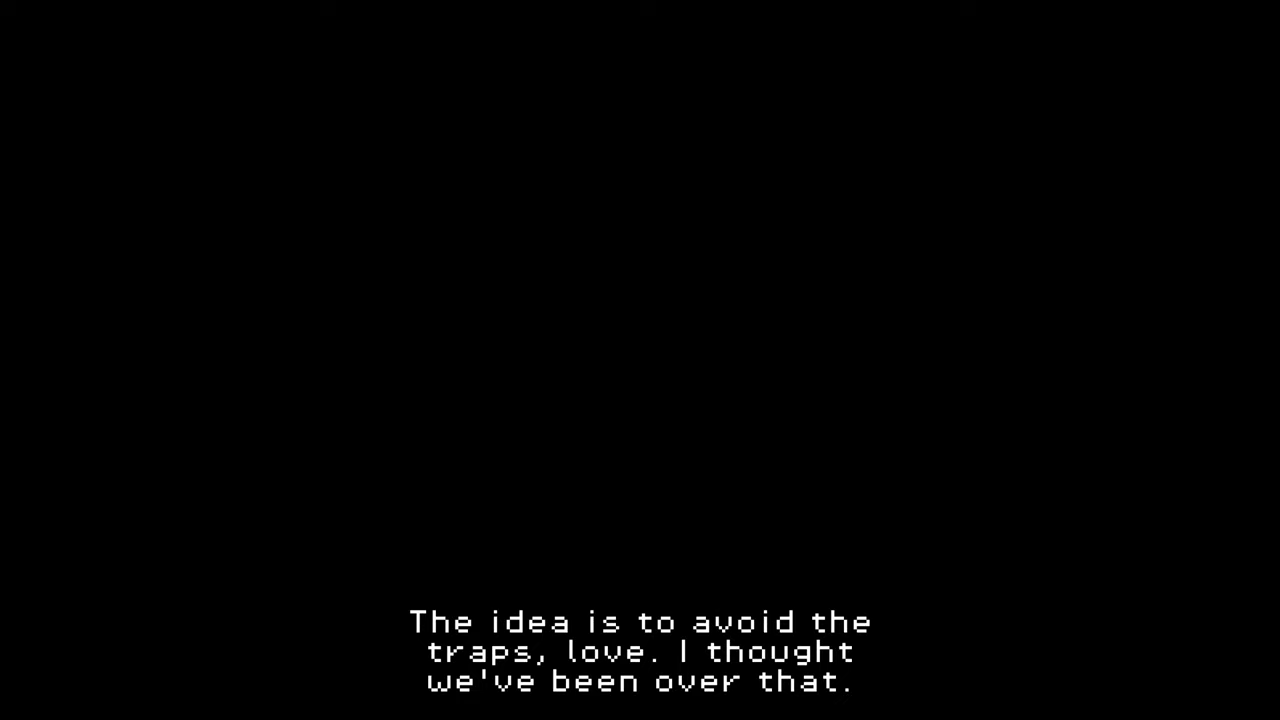 The idea is to avoid the
traps, love. I thought
we've been over that.